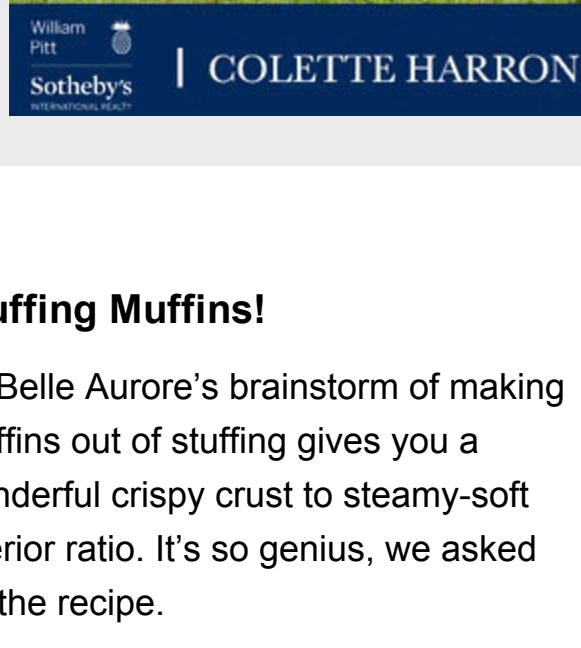 William
Pitt
Sotheby's
INTERNATIONAL REALTY
COLETTE HARRON
uffing Muffins!
Belle Aurore’s brainstorm of making
ffins out of stuffing gives you a
nderful crispy crust to steamy-soft
erior ratio. It’s so genius, we asked
the recipe.